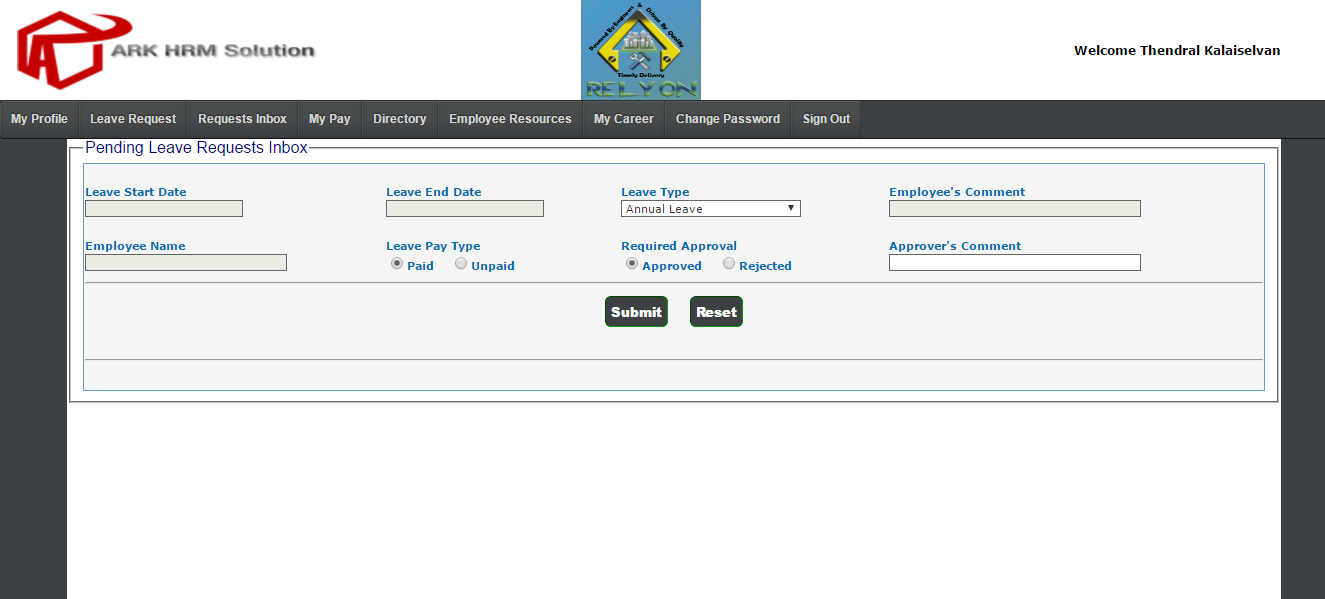 ARK HRM Solution
Powered By Engineers & Driven By Quality
Timely Delivery
RELYON
Welcome Thendral Kalaiselvan
My Profile Leave Request Requests Inbox My Pay Directory Employee Resources My Career Change Password Sign Out
Pending Leave Requests Inbox
Leave Start Date Leave End Date Leave Type Employee's Comment
Annual Leave
Employee Name Leave Pay Type Required Approval Approver's Comment
Paid Unpaid Approved Rejected
Submit Reset